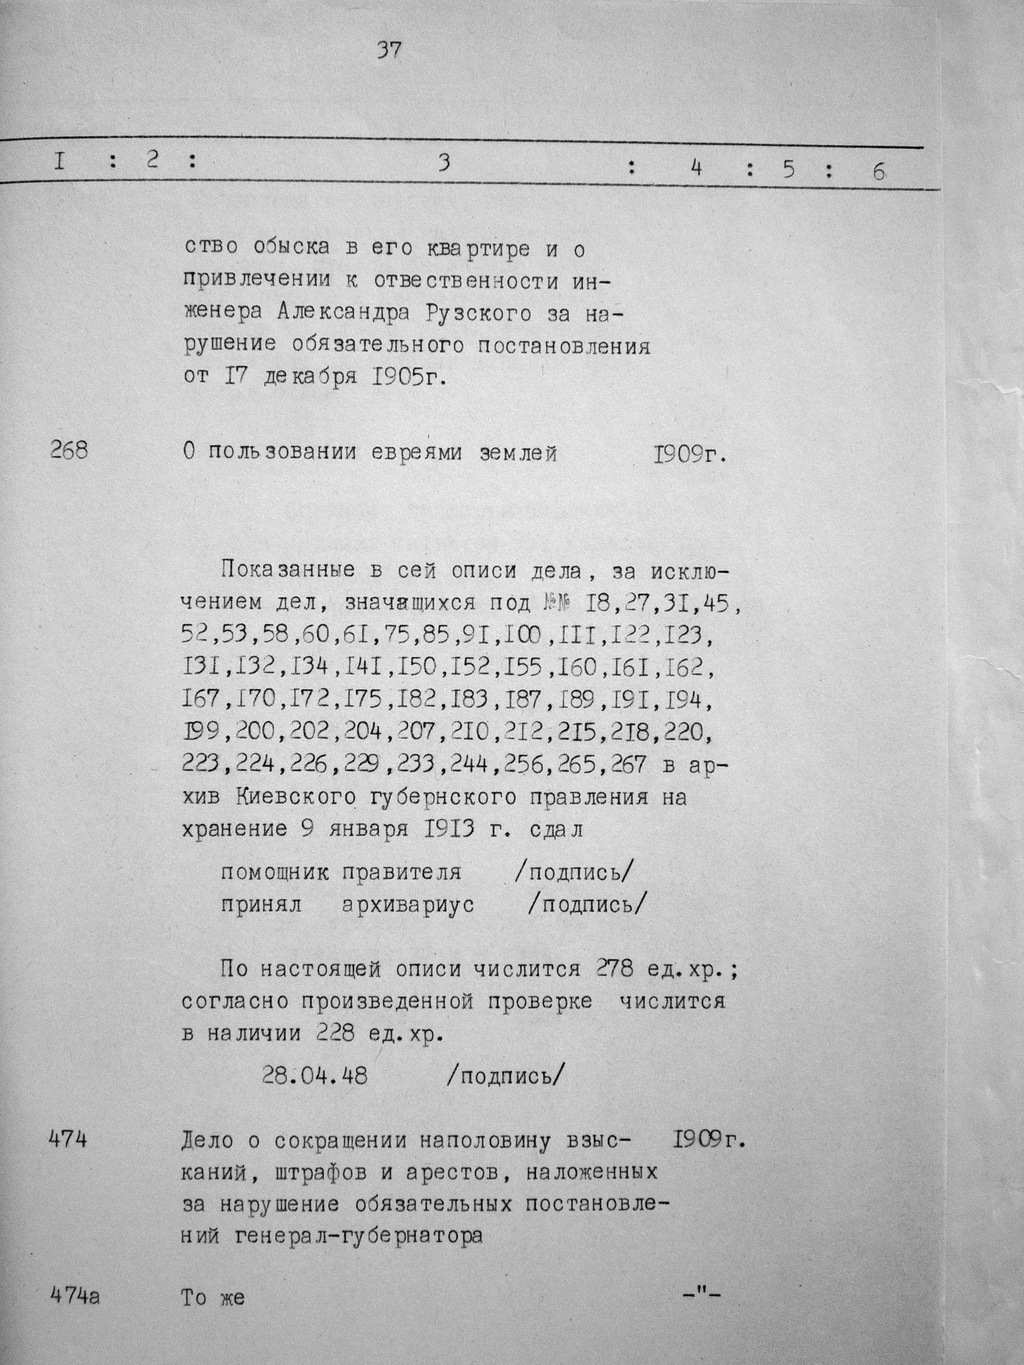 37
I : 2 : 3 : 4 : 5 : 6
ство обыска в его квартире и о
привлечении к отвественности ин-
женера Александра Рузского за на-
рушение обязательного постановления
от I7 декабря I905г.
268 О пользовании евреями землей I909г.
Показанные в сей описи дела, за исклю-
чением дел, значащихся под №№ I8,27,3I,45,
52,53,58,60,6I,75,85,9I,I00,III,I22,I23,
I3I,I32,I34,I4I,I50,I52,I55,I60,I6I,I62,
I67,I70,I72,I75,I82,I83,I87,I89,I9I,I94,
I99,200,202,204,207,2I0,2I2,2I5,2I8,220,
223,224,226,229,233,244,256,265,267 в ар-
хив Киевского губернского правления на
хранение 9 января I9I3 г. сдал
помощник правителя /подпись/
принял архивариус /подпись/
По настоящей описи числится 278 ед.хр.;
согласно произведенной проверке числится
в наличии 228 ед.хр.
28.04.48 /подпись/
474 Дело о сокращении наполовину взыс- I909г.
каний, штрафов и арестов, наложенных
за нарушение обязательных постановле-
ний генерал-губернатора
474а То же -"-